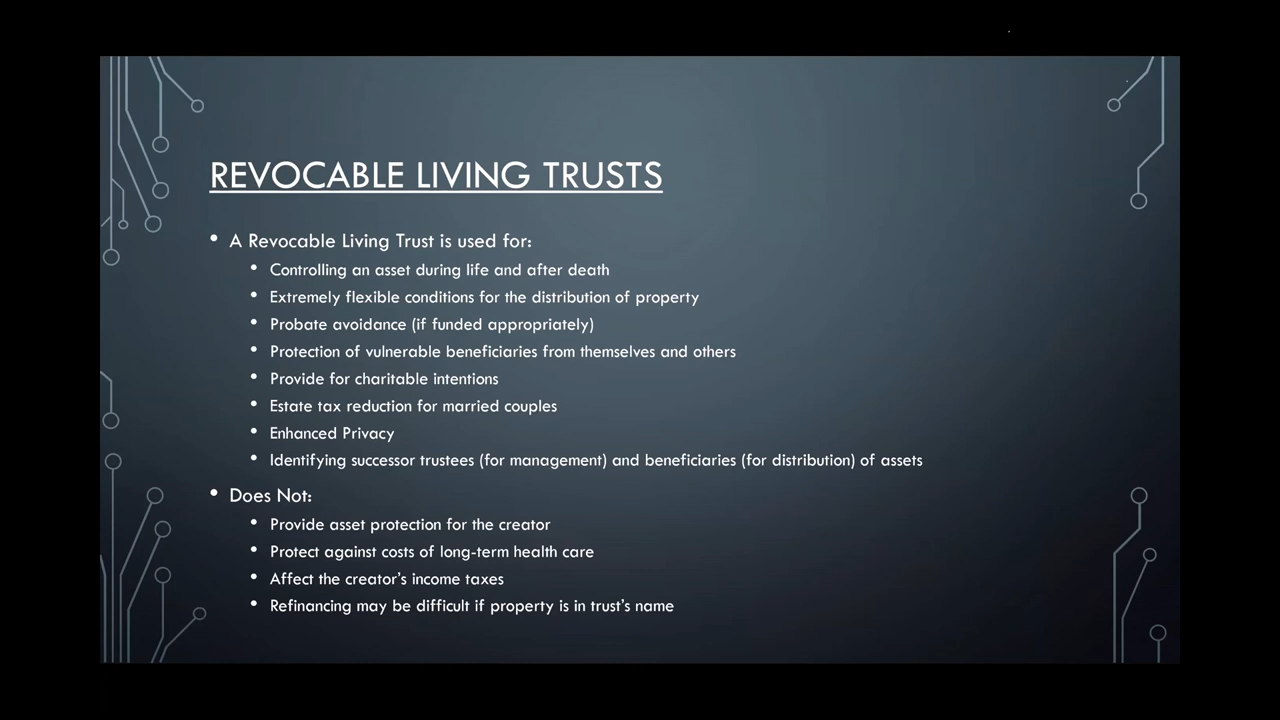 REVOCABLE LIVING TRUSTS
• A Revocable Living Trust is used for:
• Controlling an asset during life and after death
• Extremely flexible conditions for the distribution of property
• Probate avoidance (if funded appropriately)
• Protection of vulnerable beneficiaries from themselves and others
• Provide for charitable intentions
• Estate tax reduction for married couples
• Enhanced Privacy
• Identifying successor trustees (for management) and beneficiaries (for distribution) of assets
• Does Not:
• Provide asset protection for the creator
• Protect against costs of long-term health care
• Affect the creator’s income taxes
• Refinancing may be difficult if property is in trust’s name